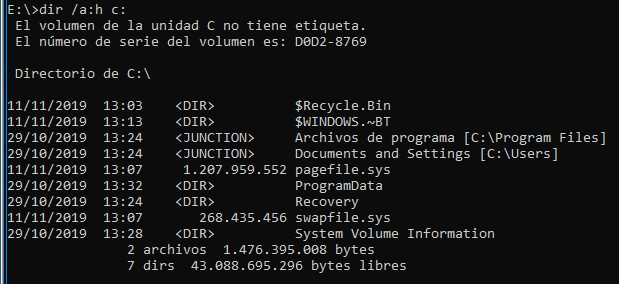 E:\>dir /a:h c:
El volumen de la unidad C no tiene etiqueta.
El número de serie del volumen es: D0D2-8769
Directorio de C:\
11/11/2019  13:03    <DIR>          $Recycle.Bin
11/11/2019  13:13    <DIR>          $WINDOWS.~BT
29/10/2019  13:24    <JUNCTION>     Archivos de programa [C:\Program Files]
29/10/2019  13:24    <JUNCTION>     Documents and Settings [C:\Users]
11/11/2019  13:07     1.207.959.552 pagefile.sys
29/10/2019  13:32    <DIR>          ProgramData
29/10/2019  13:24    <DIR>          Recovery
11/11/2019  13:07       268.435.456 swapfile.sys
29/10/2019  13:28    <DIR>          System Volume Information
2 archivos  1.476.395.008 bytes
7 dirs  43.088.695.296 bytes libres